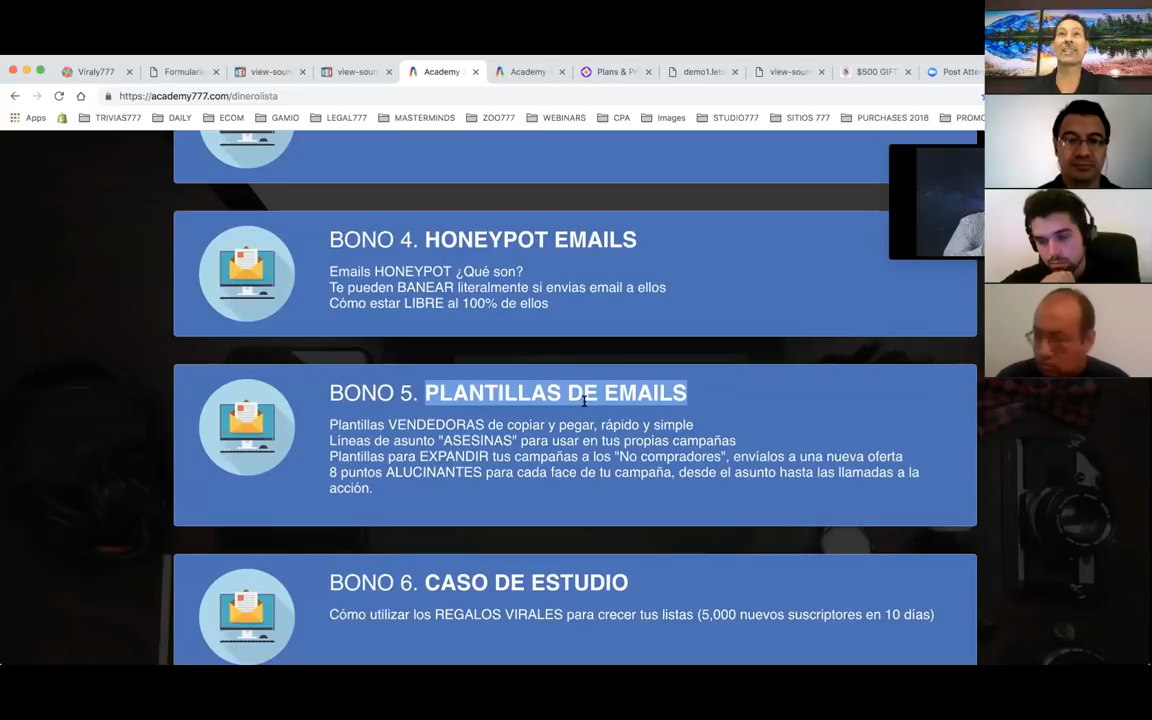 Viraly777
Formulari
view-soun
view-soun
Academy
Academy
Plans & P
demo1.lets
view-sou
$500 GIFT
Post Atten
https://academy777.com/dinerolista
Apps
TRIVIAS777
DAILY
ECOM
GAMIO
LEGAL777
MASTERMINDS
ZOO777
WEBINARS
CPA
Images
STUDIO777
SITIOS 777
PURCHASES 2018
PROMO
BONO 4. HONEYPOT EMAILS
Emails HONEYPOT ¿Qué son?
Te pueden BANEAR literalmente si envias email a ellos
Cómo estar LIBRE al 100% de ellos
BONO 5. PLANTILLAS DE EMAILS
Plantillas VENDEDORAS de copiar y pegar, rápido y simple
Líneas de asunto "ASESINAS" para usar en tus propias campañas
Plantillas para EXPANDIR tus campañas a los "No compradores", envíalos a una nueva oferta
8 puntos ALUCINANTES para cada face de tu campaña, desde el asunto hasta las llamadas a la
acción.
BONO 6. CASO DE ESTUDIO
Cómo utilizar los REGALOS VIRALES para crecer tus listas (5,000 nuevos suscriptores en 10 días)